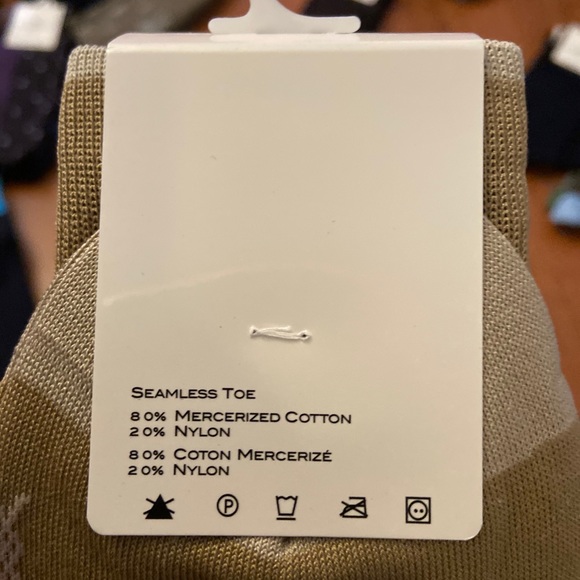 SEAMLESS TOE
80% MERCERIZED COTTON
20% NYLON
80% COTON MERCERIZÉ
20% NYLON
P